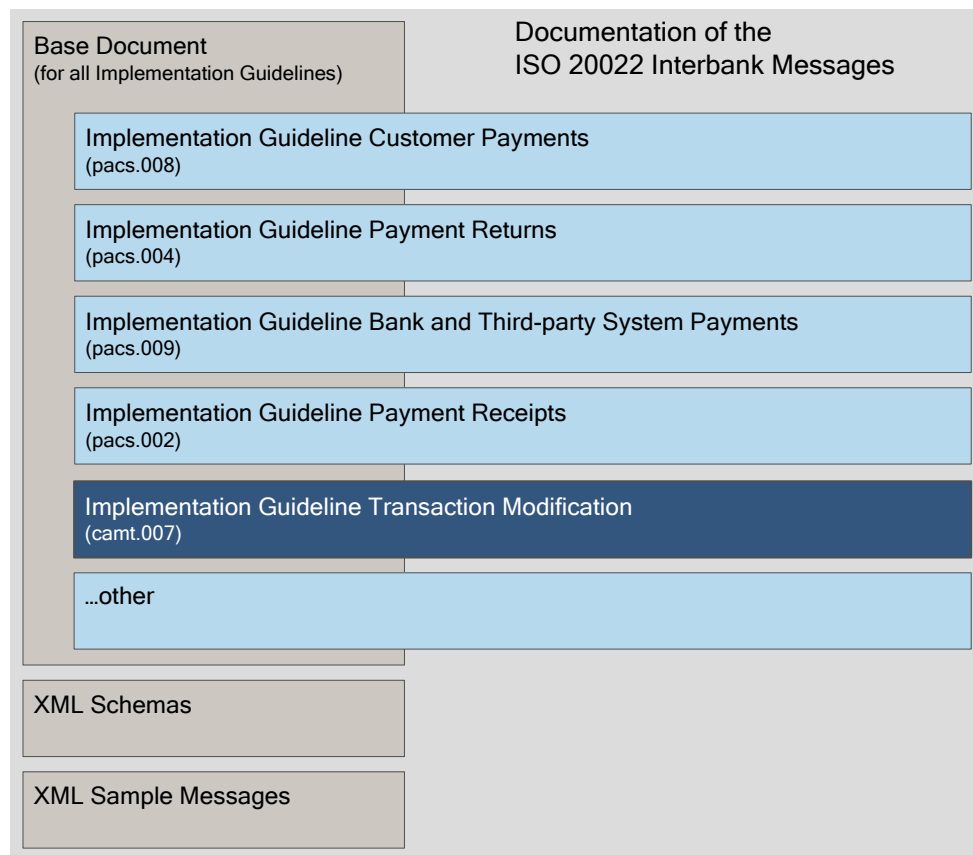 Base Document
(for all Implementation Guidelines)
Documentation of the
ISO 20022 Interbank Messages
Implementation Guideline Customer Payments
(pacs.008)
Implementation Guideline Payment Returns
(pacs.004)
Implementation Guideline Bank and Third-party System Payments
(pacs.009)
Implementation Guideline Payment Receipts
(pacs.002)
Implementation Guideline Transaction Modification
(camt.007)
…other
XML Schemas
XML Sample Messages